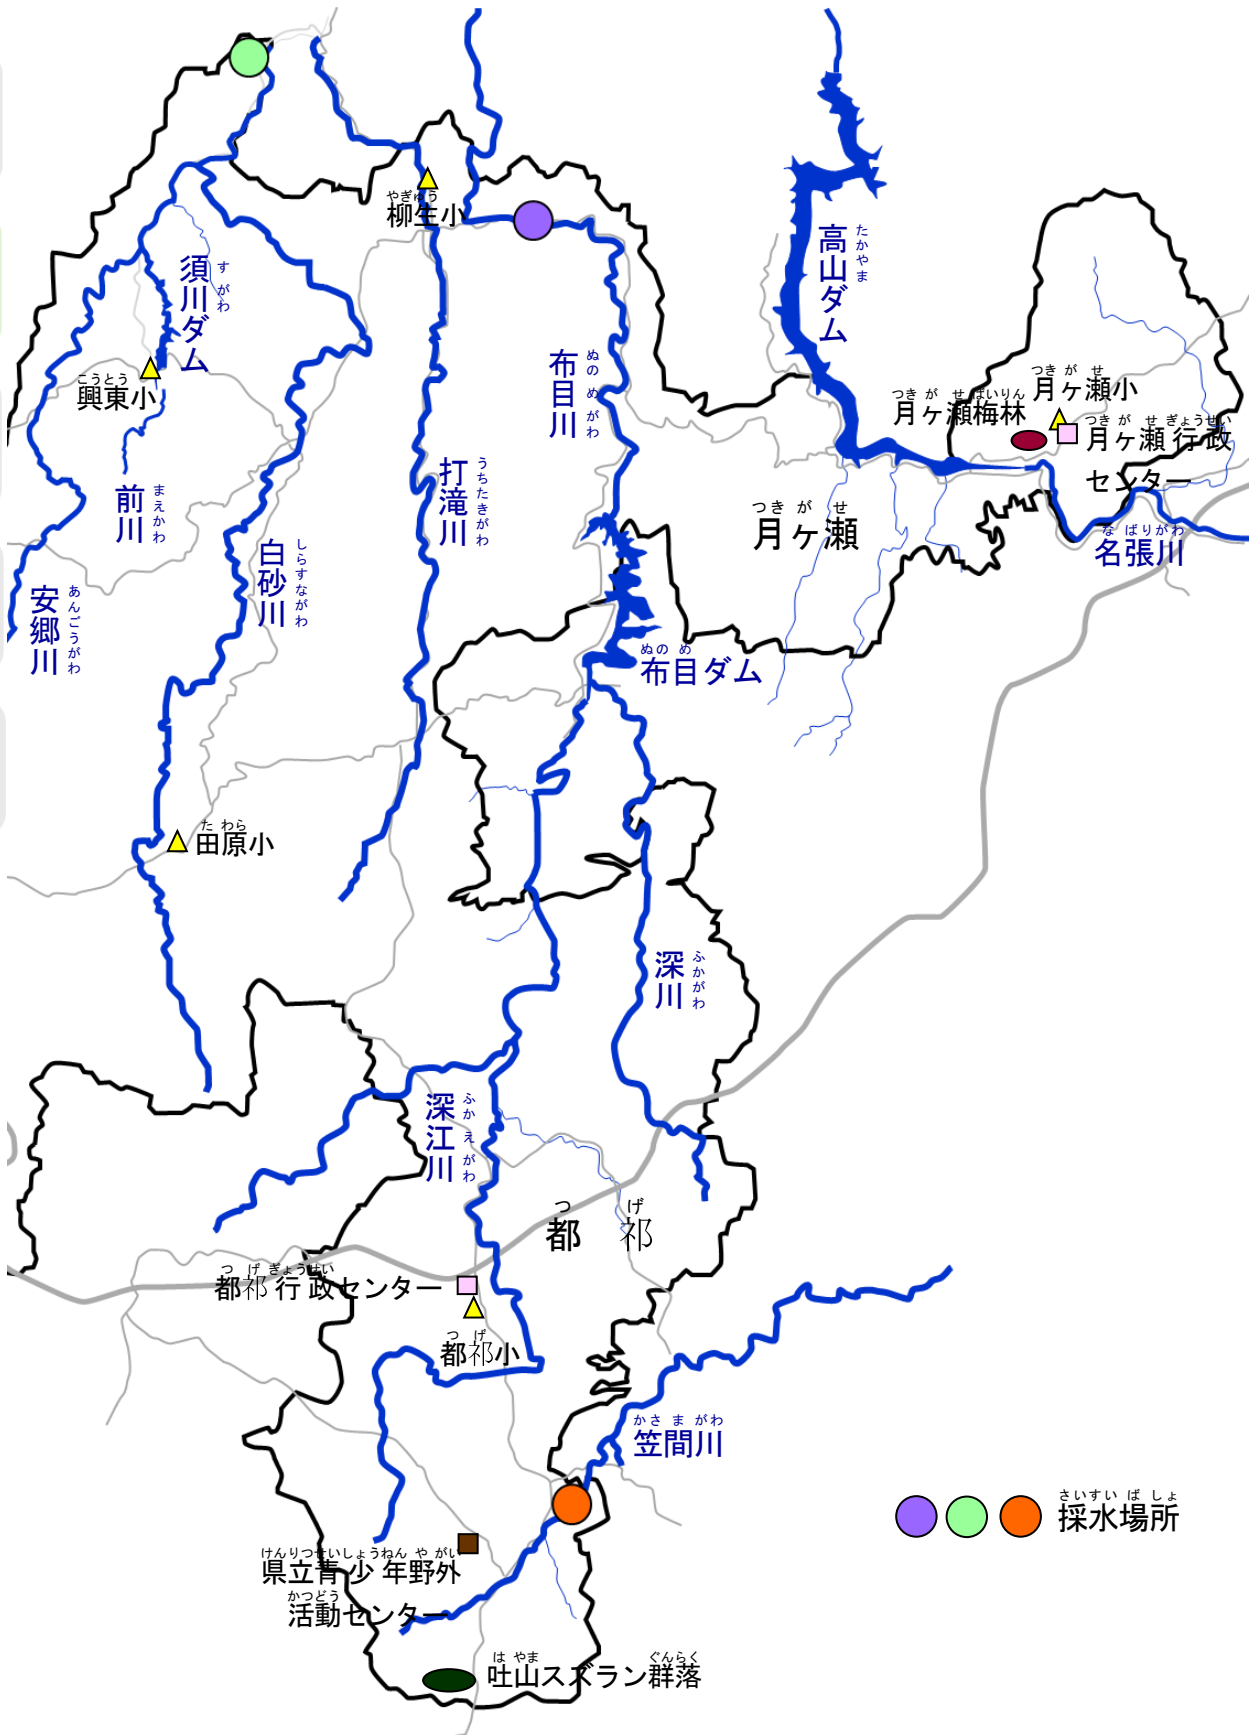 やぎゅう
柳生小
たかやま
高山ダム
すがわ
須川ダム
こうとう
興東小
ぬのめがわ
布目川
つきがせばいりん
月ヶ瀬梅林
つきがせ
月ヶ瀬小
つきがせぎょうせい
月ヶ瀬行政
センター
まえかわ
前川
うちたきがわ
打滝川
つきがせ
月ヶ瀬
なばりがわ
名張川
しらすながわ
白砂川
あんごうがわ
安郷川
ぬのめ
布目ダム
たわら
田原小
ふかがわ
深川
ふかえがわ
深江川
つげ
都祁
つげぎょうせい
都祁行政センター
つげ
都祁小
かさまがわ
笠間川
さいすいばしょ
採水場所
けんりつせいしょうねんやがい
県立青少年野外
かつどう
活動センター
はやま ぐんらく
吐山スズラン群落